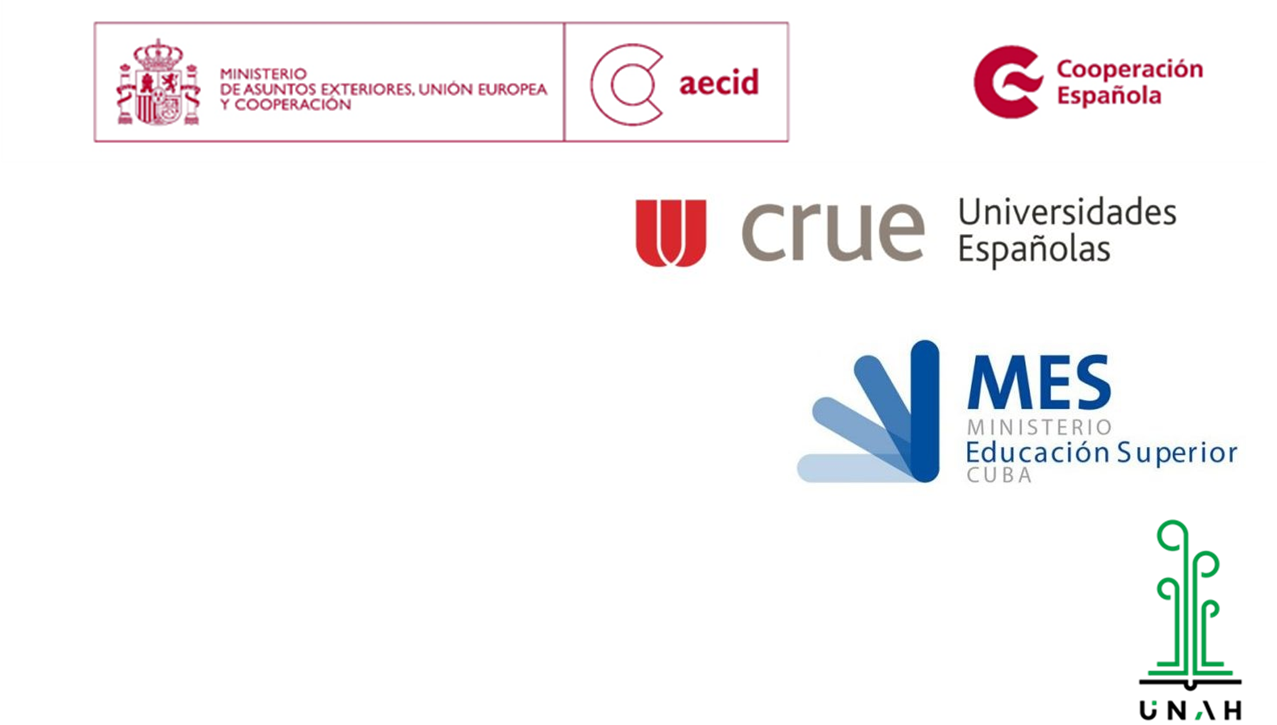 MINISTERIO
DE ASUNTOS EXTERIORES, UNIÓN EUROPEA
Y COOPERACIÓN
aecid
Cooperación
Española
crue
Universidades
Españolas
MES
MINISTERIO
Educación Superior
CUBA
UNAH